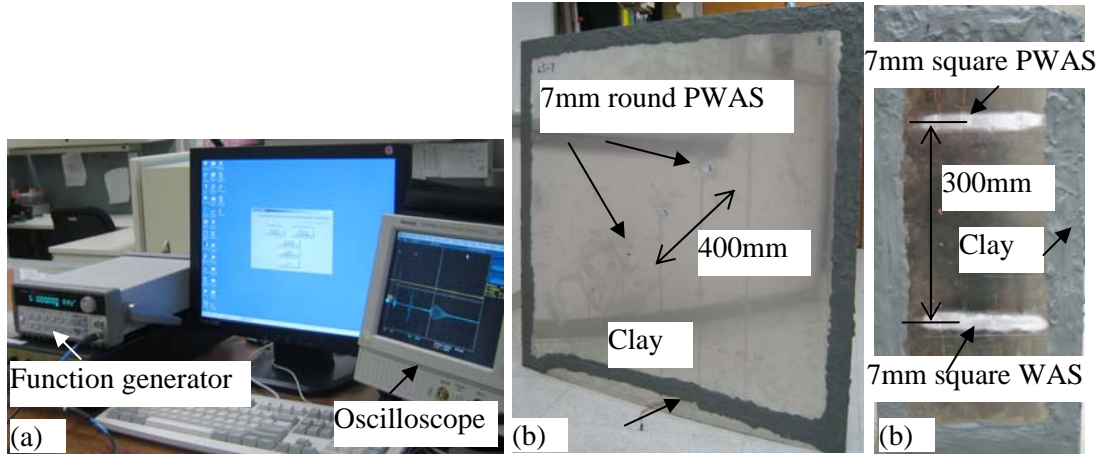 7mm square PWAS
7mm round PWAS
300mm
400mm
Clay
Clay
7mm square WAS
Function generator
Oscilloscope
(a)
(b)
(b)